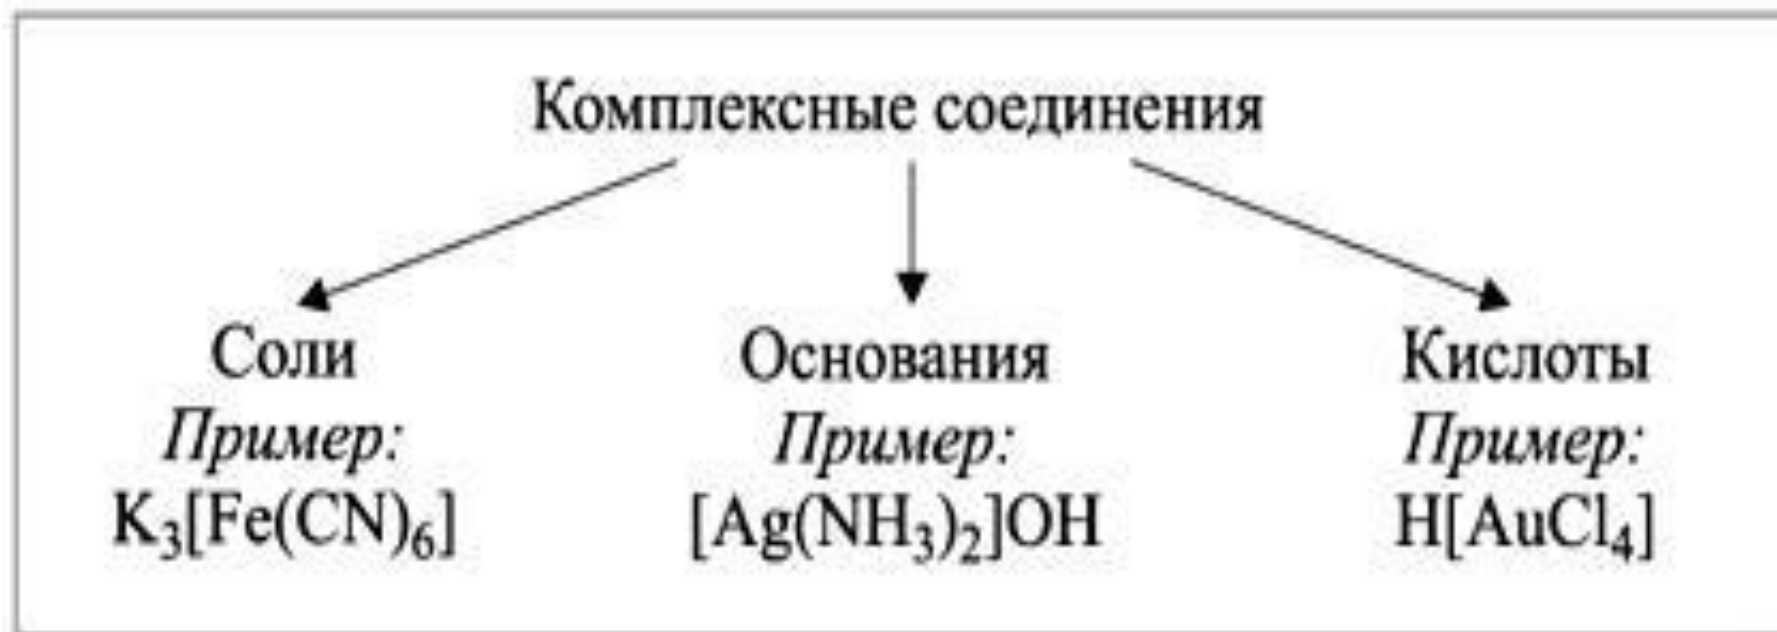 Комплексные соединения
Соли
Пример:
K₃[Fe(CN)₆]
Основания
Пример:
[Ag(NH₃)₂]OH
Кислоты
Пример:
H[AuCl₄]